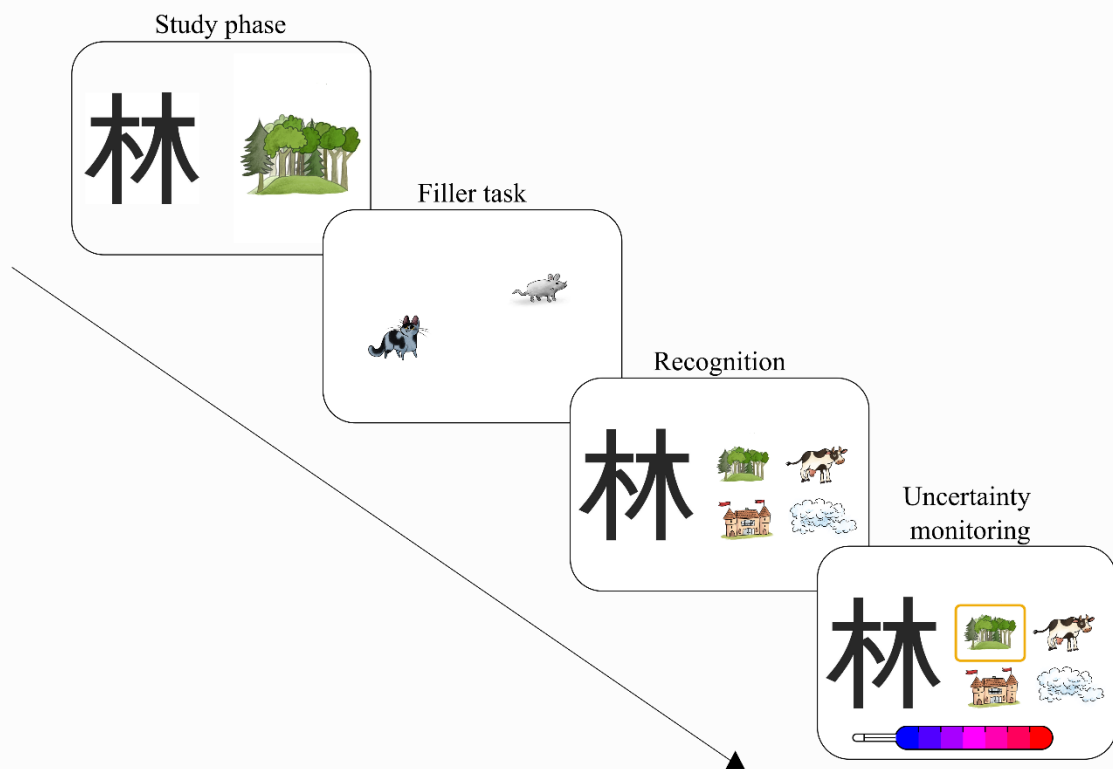 Study phase
林
Filler task
Recognition
林
Uncertainty
monitoring
林